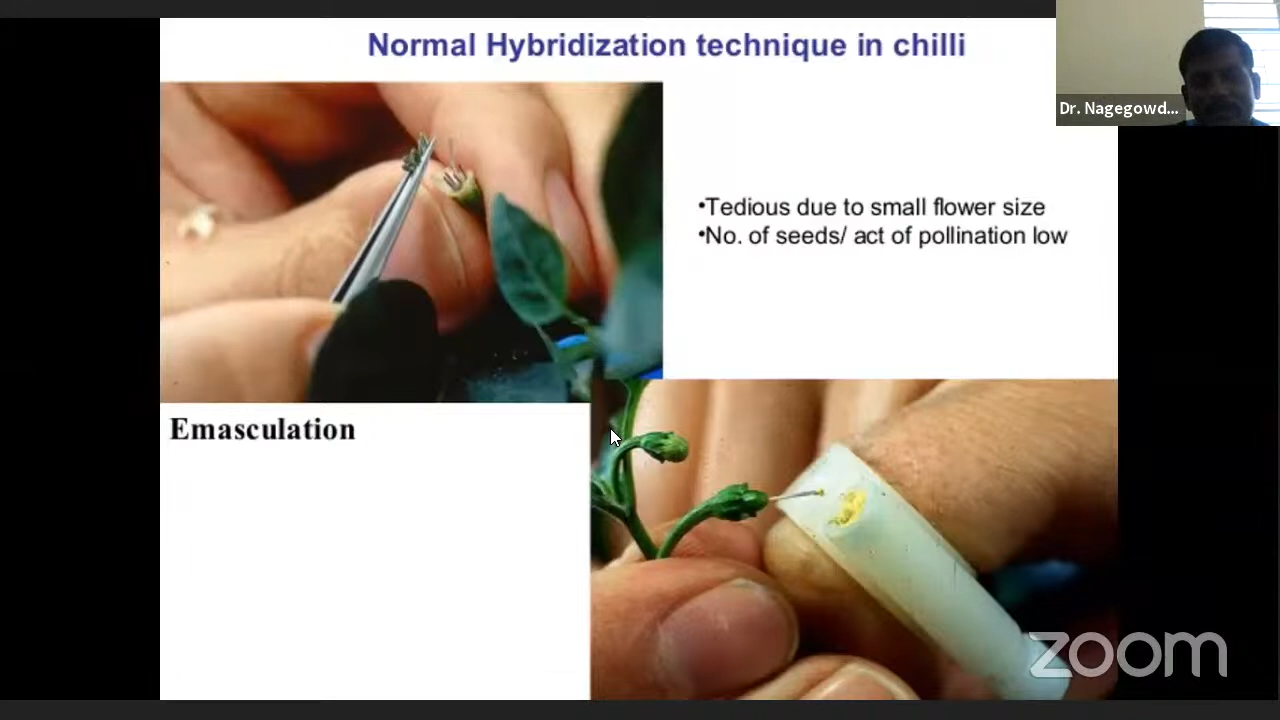 Normal Hybridization technique in chilli
Dr. Nagegowd...
•Tedious due to small flower size
•No. of seeds/ act of pollination low
Emasculation
zoom